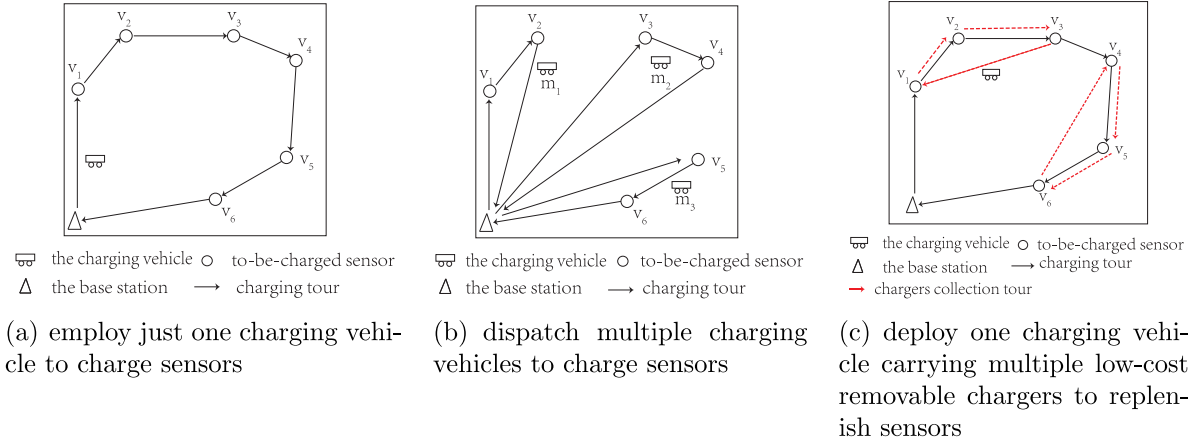 v1
v2
v3
v4
v5
v6
the charging vehicle
to-be-charged sensor
the base station
charging tour
(a) employ just one charging vehi-
cle to charge sensors
v1
v2
v3
v4
v5
v6
m1
m2
m3
the charging vehicle
to-be-charged sensor
the base station
charging tour
(b) dispatch multiple charging
vehicles to charge sensors
v1
v2
v3
v4
v5
v6
the charging vehicle
to-be-charged sensor
the base station
charging tour
chargers collection tour
(c) deploy one charging vehi-
cle carrying multiple low-cost
removable chargers to replen-
ish sensors